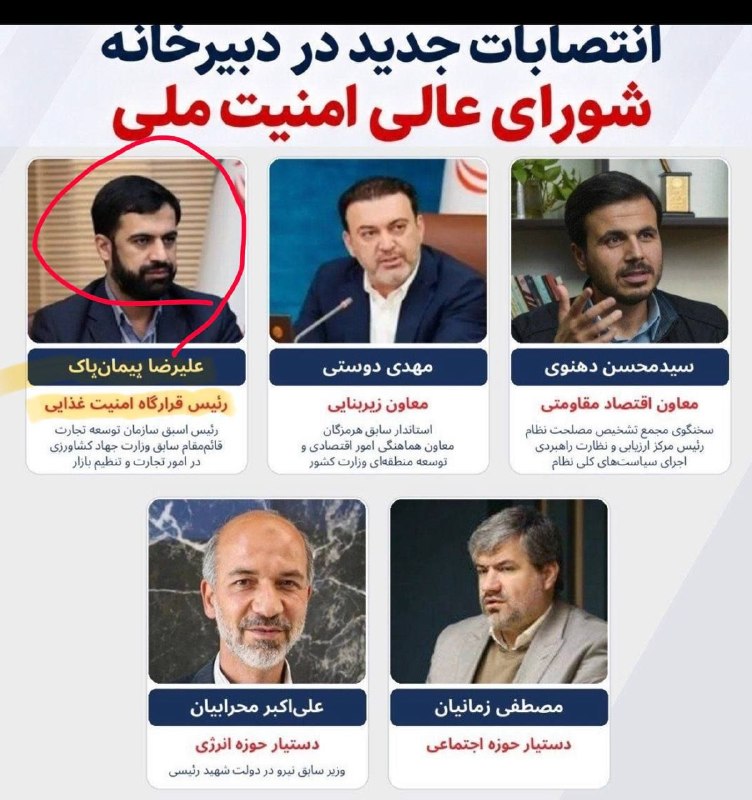 انتصابات جدید در دبیرخانه
شورای عالی امنیت ملی
سیدمحسن دهنوی
معاون اقتصاد مقاومتی
سخنگوی مجمع تشخیص مصلحت نظام
رئیس مرکز ارزیابی و نظارت راهبردی
اجرای سیاست‌های کلی نظام
مهدی دوستی
معاون زیربنایی
استاندار سابق هرمزگان
معاون هماهنگی امور اقتصادی و
توسعه منطقه‌ای وزارت کشور
علیرضا پیمان‌پاک
رئیس قرارگاه امنیت غذایی
رئیس اسبق سازمان توسعه تجارت
قائم‌مقام سابق وزارت جهاد کشاورزی
در امور تجارت و تنظیم بازار
مصطفی زمانیان
دستیار حوزه اجتماعی
علی‌اکبر محرابیان
دستیار حوزه انرژی
وزیر سابق نیرو در دولت شهید رئیسی